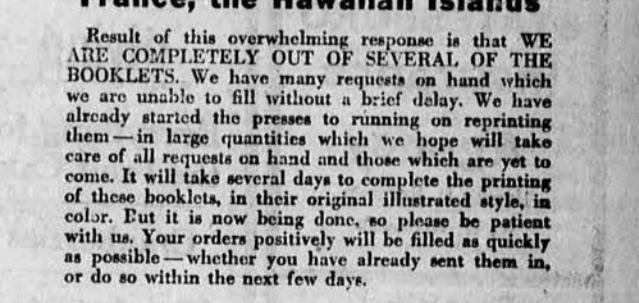 France, the Hawaiian Islands
Result of this overwhelming response is that WE
ARE COMPLETELY OUT OF SEVERAL OF THE
BOOKLETS. We have many requests on hand which
we are unable to fill without a brief delay. We have
already started the presses to running on reprinting
them—in large quantities which we hope will take
care of all requests on hand and those which are yet to
come. It will take several days to complete the printing
of these booklets, in their original illustrated style, in
color. But it is now being done, so please be patient
with us. Your orders positively will be filled as quickly
as possible—whether you have already sent them in,
or do so within the next few days.